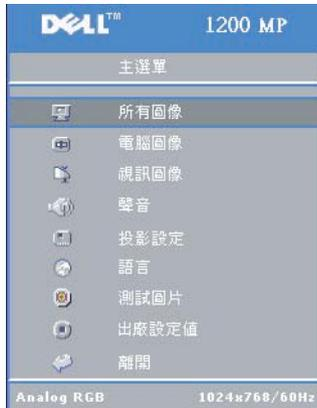 DELL™ 1200 MP
主選單
所有圖像
電腦圖像
視訊圖像
聲音
投影設定
語言
測試圖片
出廠設定值
離開
Analog RGB 1024x768/60Hz